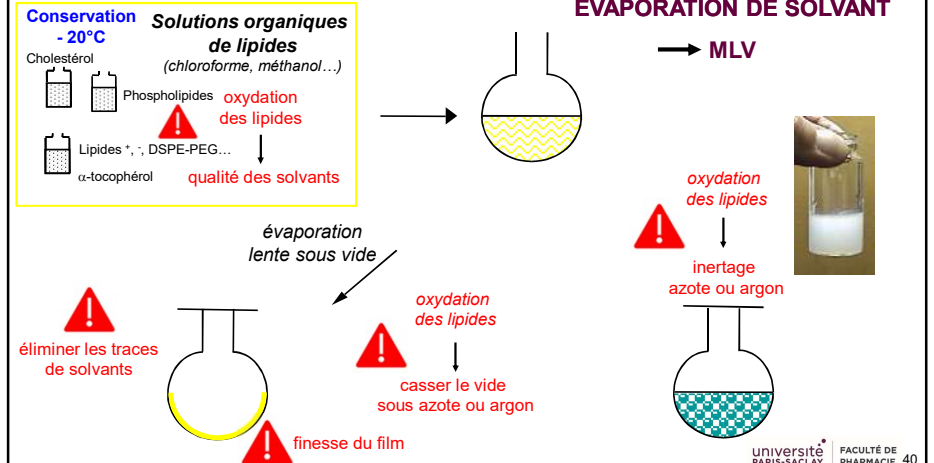 EVAPORATION DE SOLVANT
Conservation
- 20°C
Solutions organiques
de lipides
(chloroforme, méthanol…)
Cholestérol
Phospholipides
oxydation
des lipides
Lipides +, -, DSPE-PEG…
α-tocophérol
qualité des solvants
MLV
oxydation
des lipides
inertage
azote ou argon
évaporation
lente sous vide
éliminer les traces
de solvants
oxydation
des lipides
casser le vide
sous azote ou argon
finesse du film
université
PARIS-SACLAY
FACULTÉ DE
PHARMACIE
40